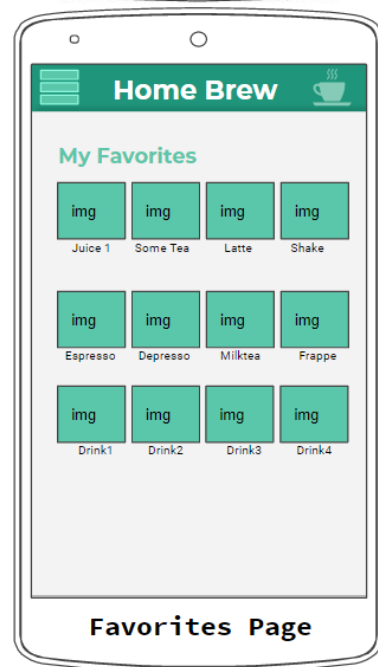 Home Brew
My Favorites
img img img img
Juice 1 Some Tea Latte Shake
img img img img
Espresso Depresso Milktea Frappe
img img img img
Drink1 Drink2 Drink3 Drink4
Favorites Page